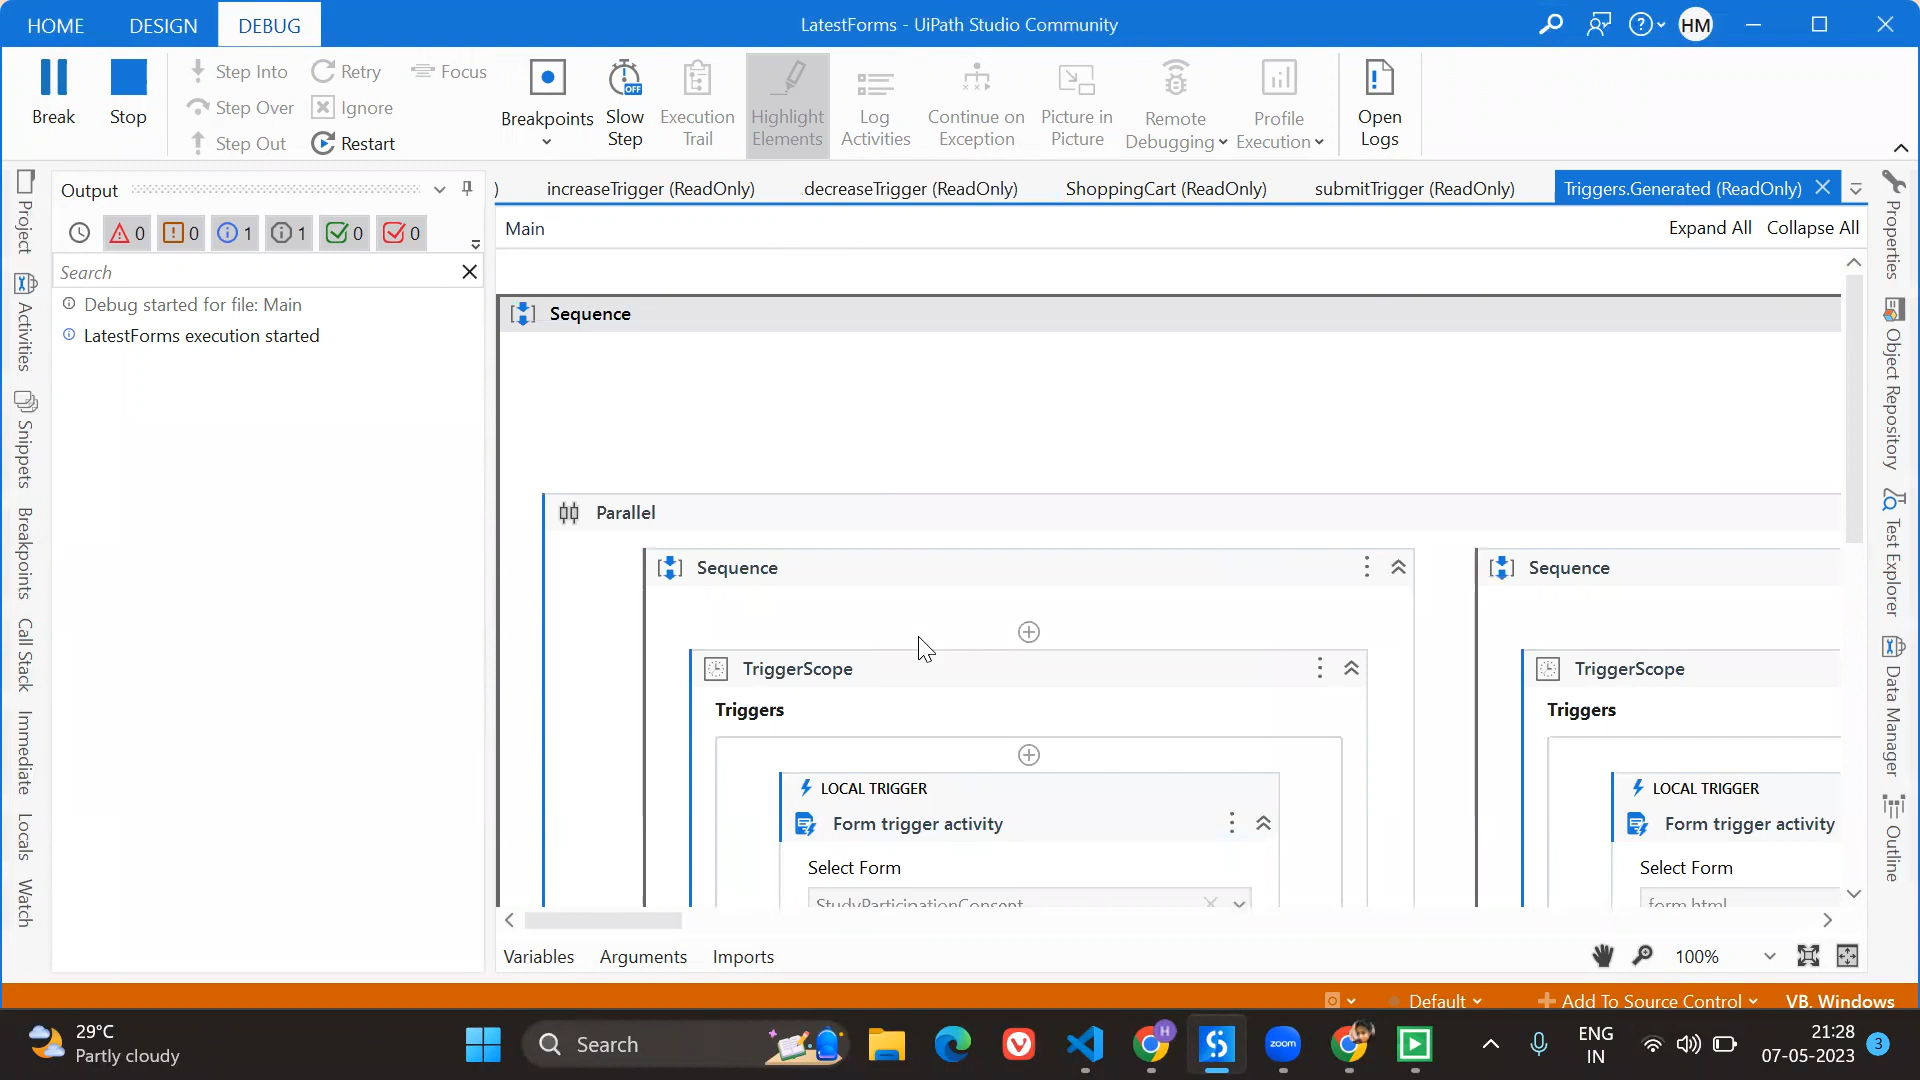 HOME DESIGN DEBUG LatestForms - UiPath Studio Community HM
Break
Stop
Step Into
Step Over
Step Out
Retry
Ignore
Restart
Focus
Breakpoints
Slow
Step
OFF
Execution
Trail
Highlight
Elements
Log
Activities
Continue on
Exception
Picture in
Picture
Remote
Debugging
Profile
Execution
Open
Logs
Project
Activities
Snippets
Breakpoints
Call Stack
Immediate
Locals
Watch
Output
0 0 1 1 0 0
Search
Debug started for file: Main
LatestForms execution started
) increaseTrigger (ReadOnly) decreaseTrigger (ReadOnly) ShoppingCart (ReadOnly) submitTrigger (ReadOnly) Triggers.Generated (ReadOnly)
Main Expand All Collapse All
Sequence
Parallel
Sequence
Sequence
TriggerScope
TriggerScope
Triggers
Triggers
LOCAL TRIGGER
LOCAL TRIGGER
Form trigger activity
Form trigger activity
Select Form
Select Form
StudyParticipationConsent
form.html
Variables Arguments Imports 100%
Properties
Object Repository
Test Explorer
Data Manager
Outline
Default Add To Source Control VB, Windows
29°C
Partly cloudy
Search
H
zoom
ENG
IN
21:28
07-05-2023
3